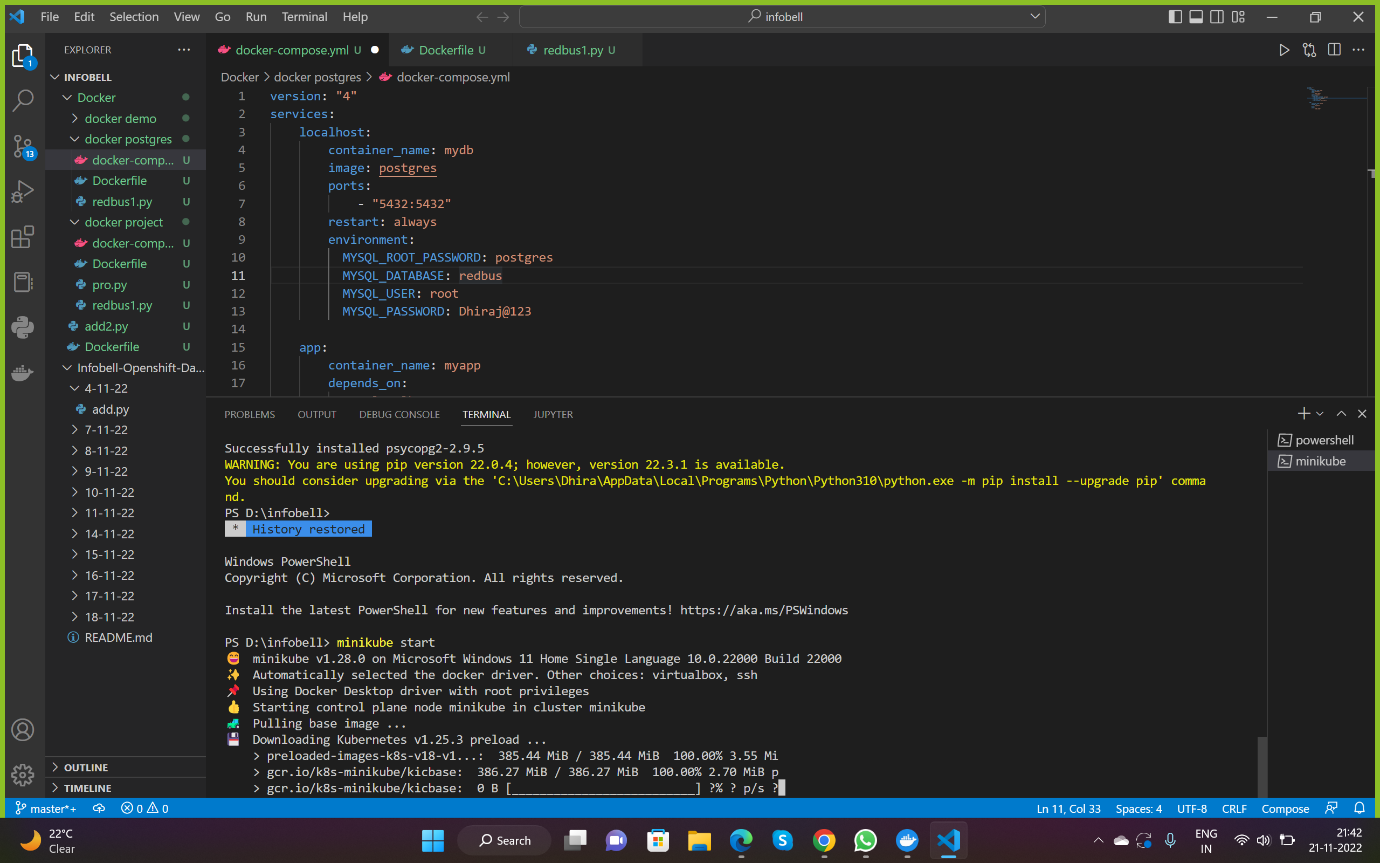 File Edit Selection View Go Run Terminal Help
infobell
EXPLORER
docker-compose.yml U
Dockerfile U
redbus1.py U
INFOBELL
Docker
docker demo
docker postgres
docker-comp... U
Dockerfile U
redbus1.py U
docker project
docker-comp... U
Dockerfile U
pro.py U
redbus1.py U
add2.py U
Dockerfile U
Infobell-Openshift-Da...
4-11-22
add.py
7-11-22
8-11-22
9-11-22
10-11-22
11-11-22
14-11-22
15-11-22
16-11-22
17-11-22
18-11-22
README.md
OUTLINE
TIMELINE
1
13
Docker > docker postgres > docker-compose.yml
1 version: "4"
2 services:
3 localhost:
4 container_name: mydb
5 image: postgres
6 ports:
7 - "5432:5432"
8 restart: always
9 environment:
10 MYSQL_ROOT_PASSWORD: postgres
11 MYSQL_DATABASE: redbus
12 MYSQL_USER: root
13 MYSQL_PASSWORD: Dhiraj@123
14
15 app:
16 container_name: myapp
17 depends_on:
PROBLEMS OUTPUT DEBUG CONSOLE TERMINAL JUPYTER
powershell
minikube
Successfully installed psycopg2-2.9.5
WARNING: You are using pip version 22.0.4; however, version 22.3.1 is available.
You should consider upgrading via the 'C:\Users\Dhira\AppData\Local\Programs\Python\Python310\python.exe -m pip install --upgrade pip' comma
nd.
PS D:\infobell>
* History restored
Windows PowerShell
Copyright (C) Microsoft Corporation. All rights reserved.
Install the latest PowerShell for new features and improvements! https://aka.ms/PSWindows
PS D:\infobell> minikube start
😄 minikube v1.28.0 on Microsoft Windows 11 Home Single Language 10.0.22000 Build 22000
✨ Automatically selected the docker driver. Other choices: virtualbox, ssh
📌 Using Docker Desktop driver with root privileges
👍 Starting control plane node minikube in cluster minikube
🚜 Pulling base image ...
💾 Downloading Kubernetes v1.25.3 preload ...
> preloaded-images-k8s-v18-v1...: 385.44 MiB / 385.44 MiB 100.00% 3.55 Mi
> gcr.io/k8s-minikube/kicbase: 386.27 MiB / 386.27 MiB 100.00% 2.70 MiB p
> gcr.io/k8s-minikube/kicbase: 0 B [__________________________] ?% ? p/s ?
master*+ 0 0 Ln 11, Col 33 Spaces: 4 UTF-8 CRLF Compose
22°C
Clear
Search
ENG
IN
21:42
21-11-2022